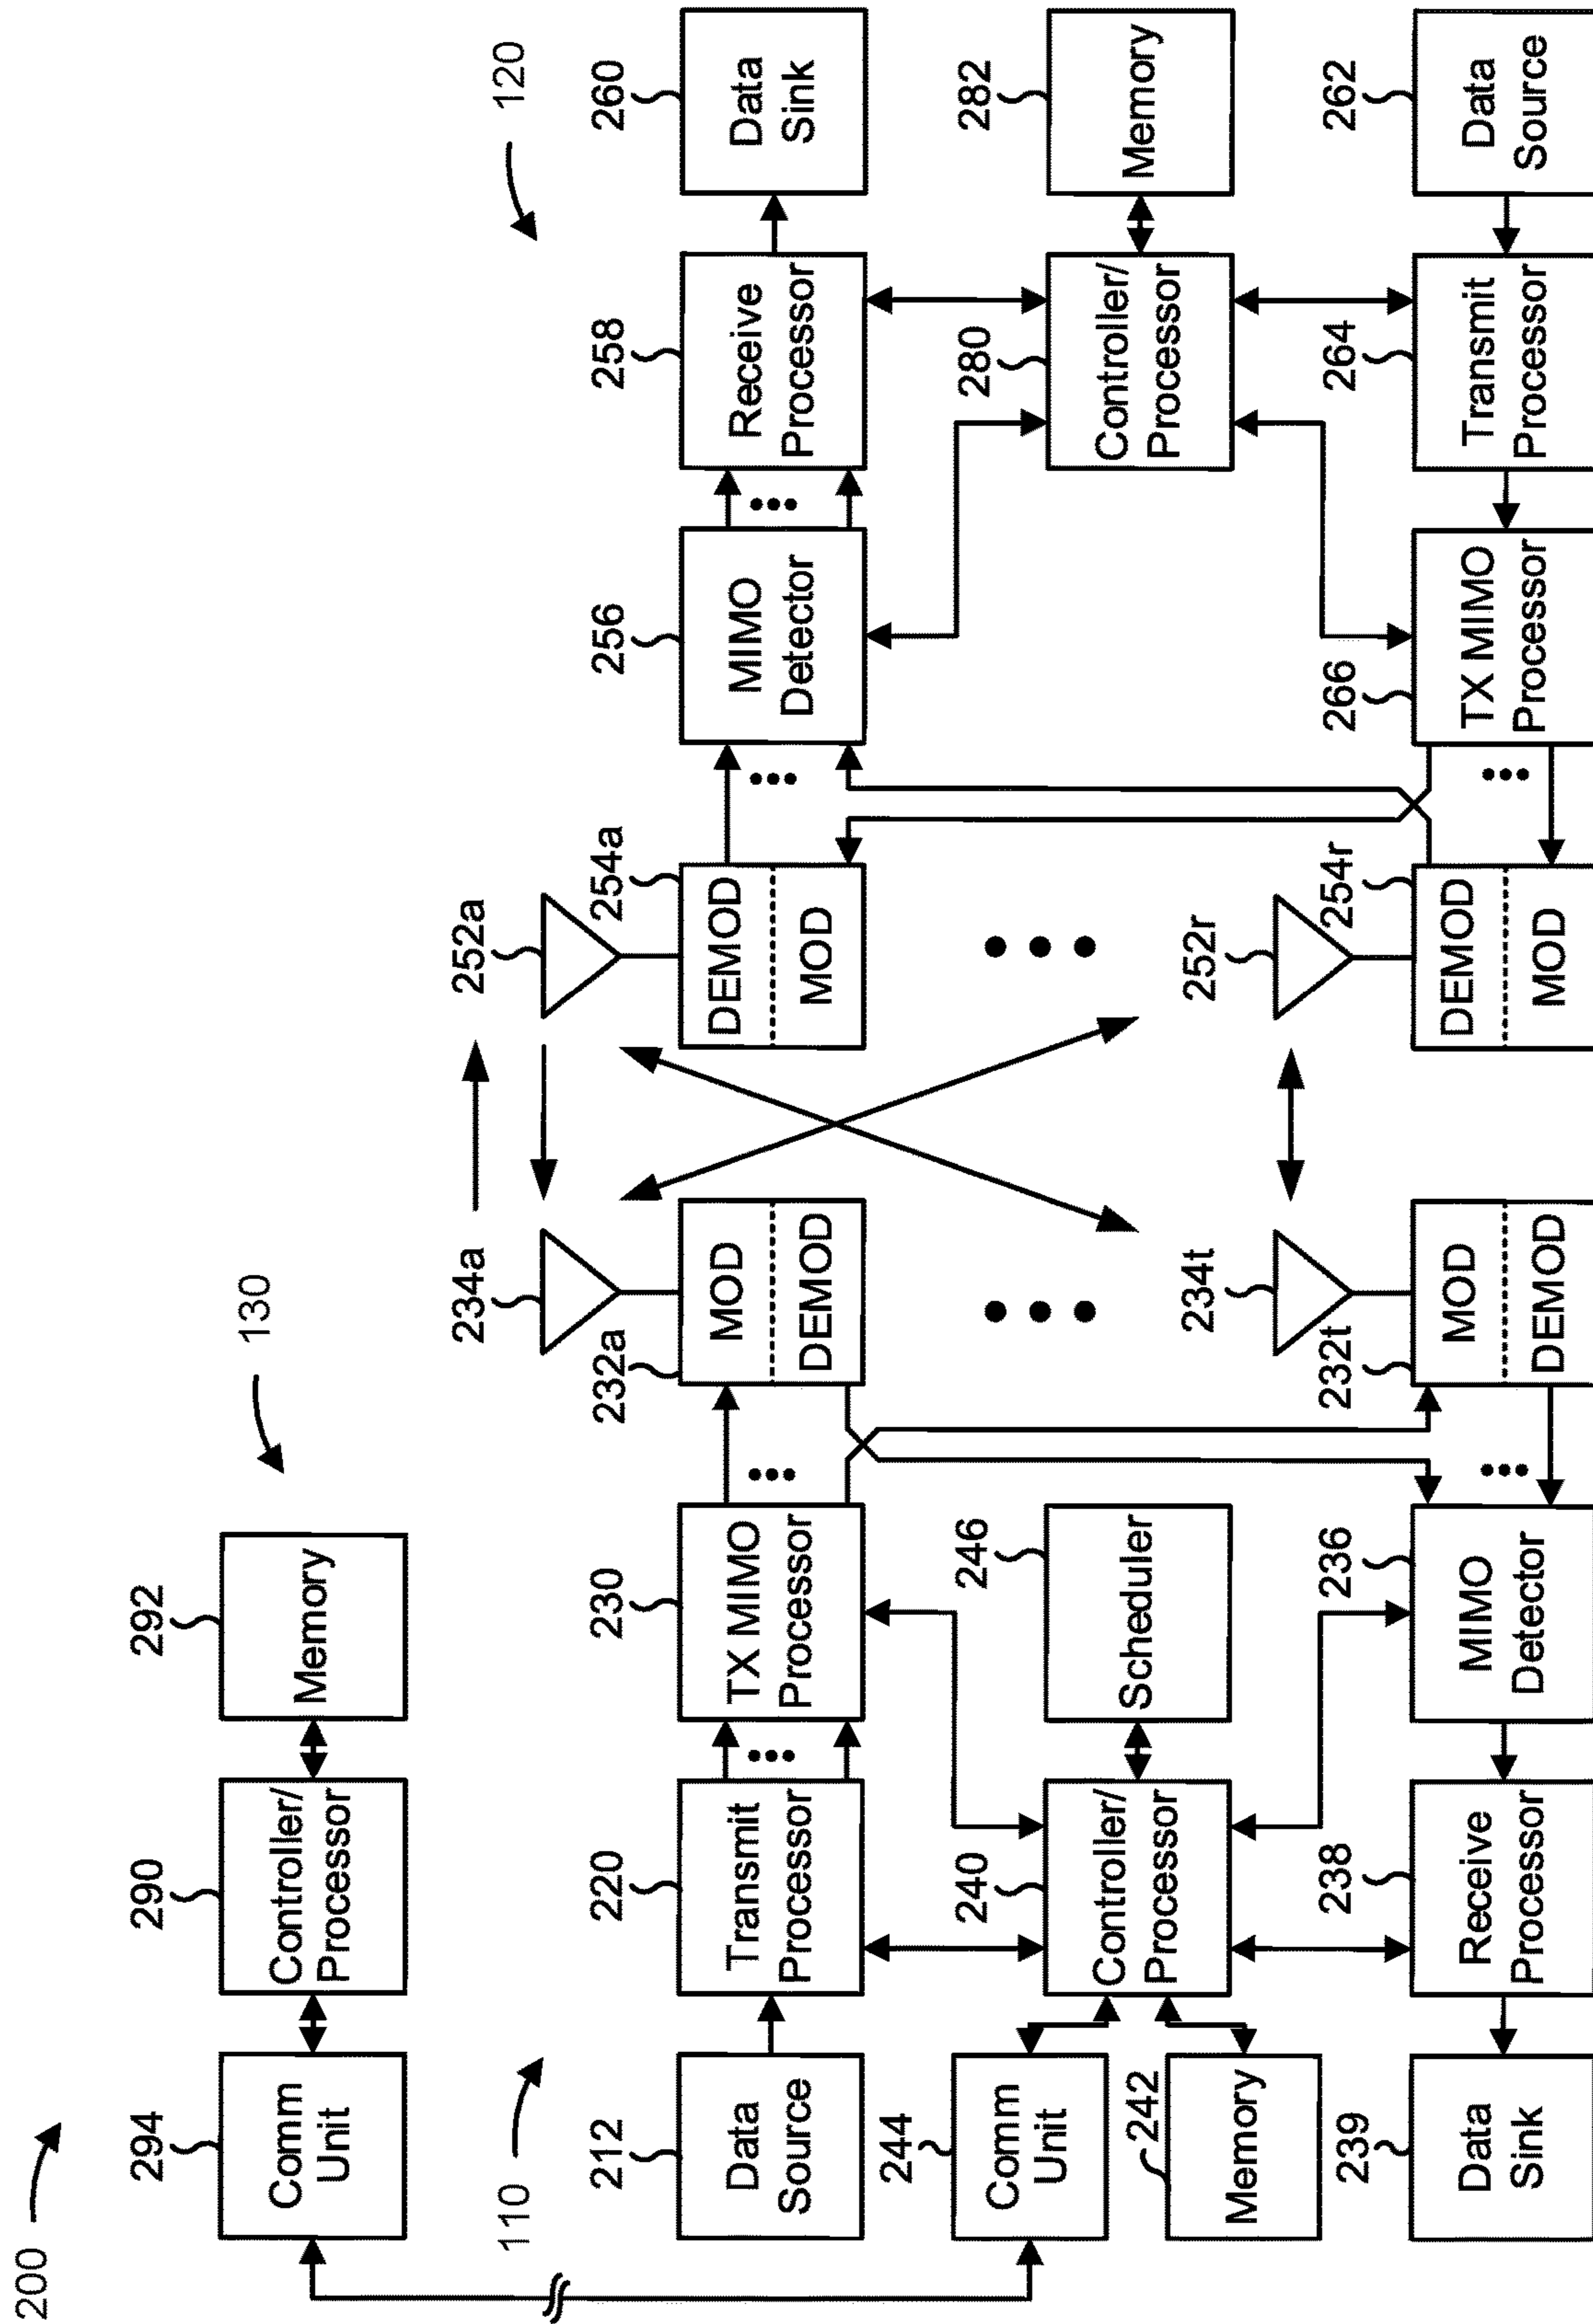 200
294
290
292
130
Comm
Unit
Controller/
Processor
Memory
110
120
212
220
230
232a
234a
252a
254a
256
258
260
Data
Source
Transmit
Processor
TX MIMO
Processor
MOD
DEMOD
DEMOD
MOD
MIMO
Detector
Receive
Processor
Data
Sink
244
240
246
280
282
Comm
Unit
Controller/
Processor
Scheduler
Controller/
Processor
Memory
242
Memory
239
238
236
232t
234t
252r
254r
266
264
262
Data
Sink
Receive
Processor
MIMO
Detector
MOD
DEMOD
DEMOD
MOD
TX MIMO
Processor
Transmit
Processor
Data
Source